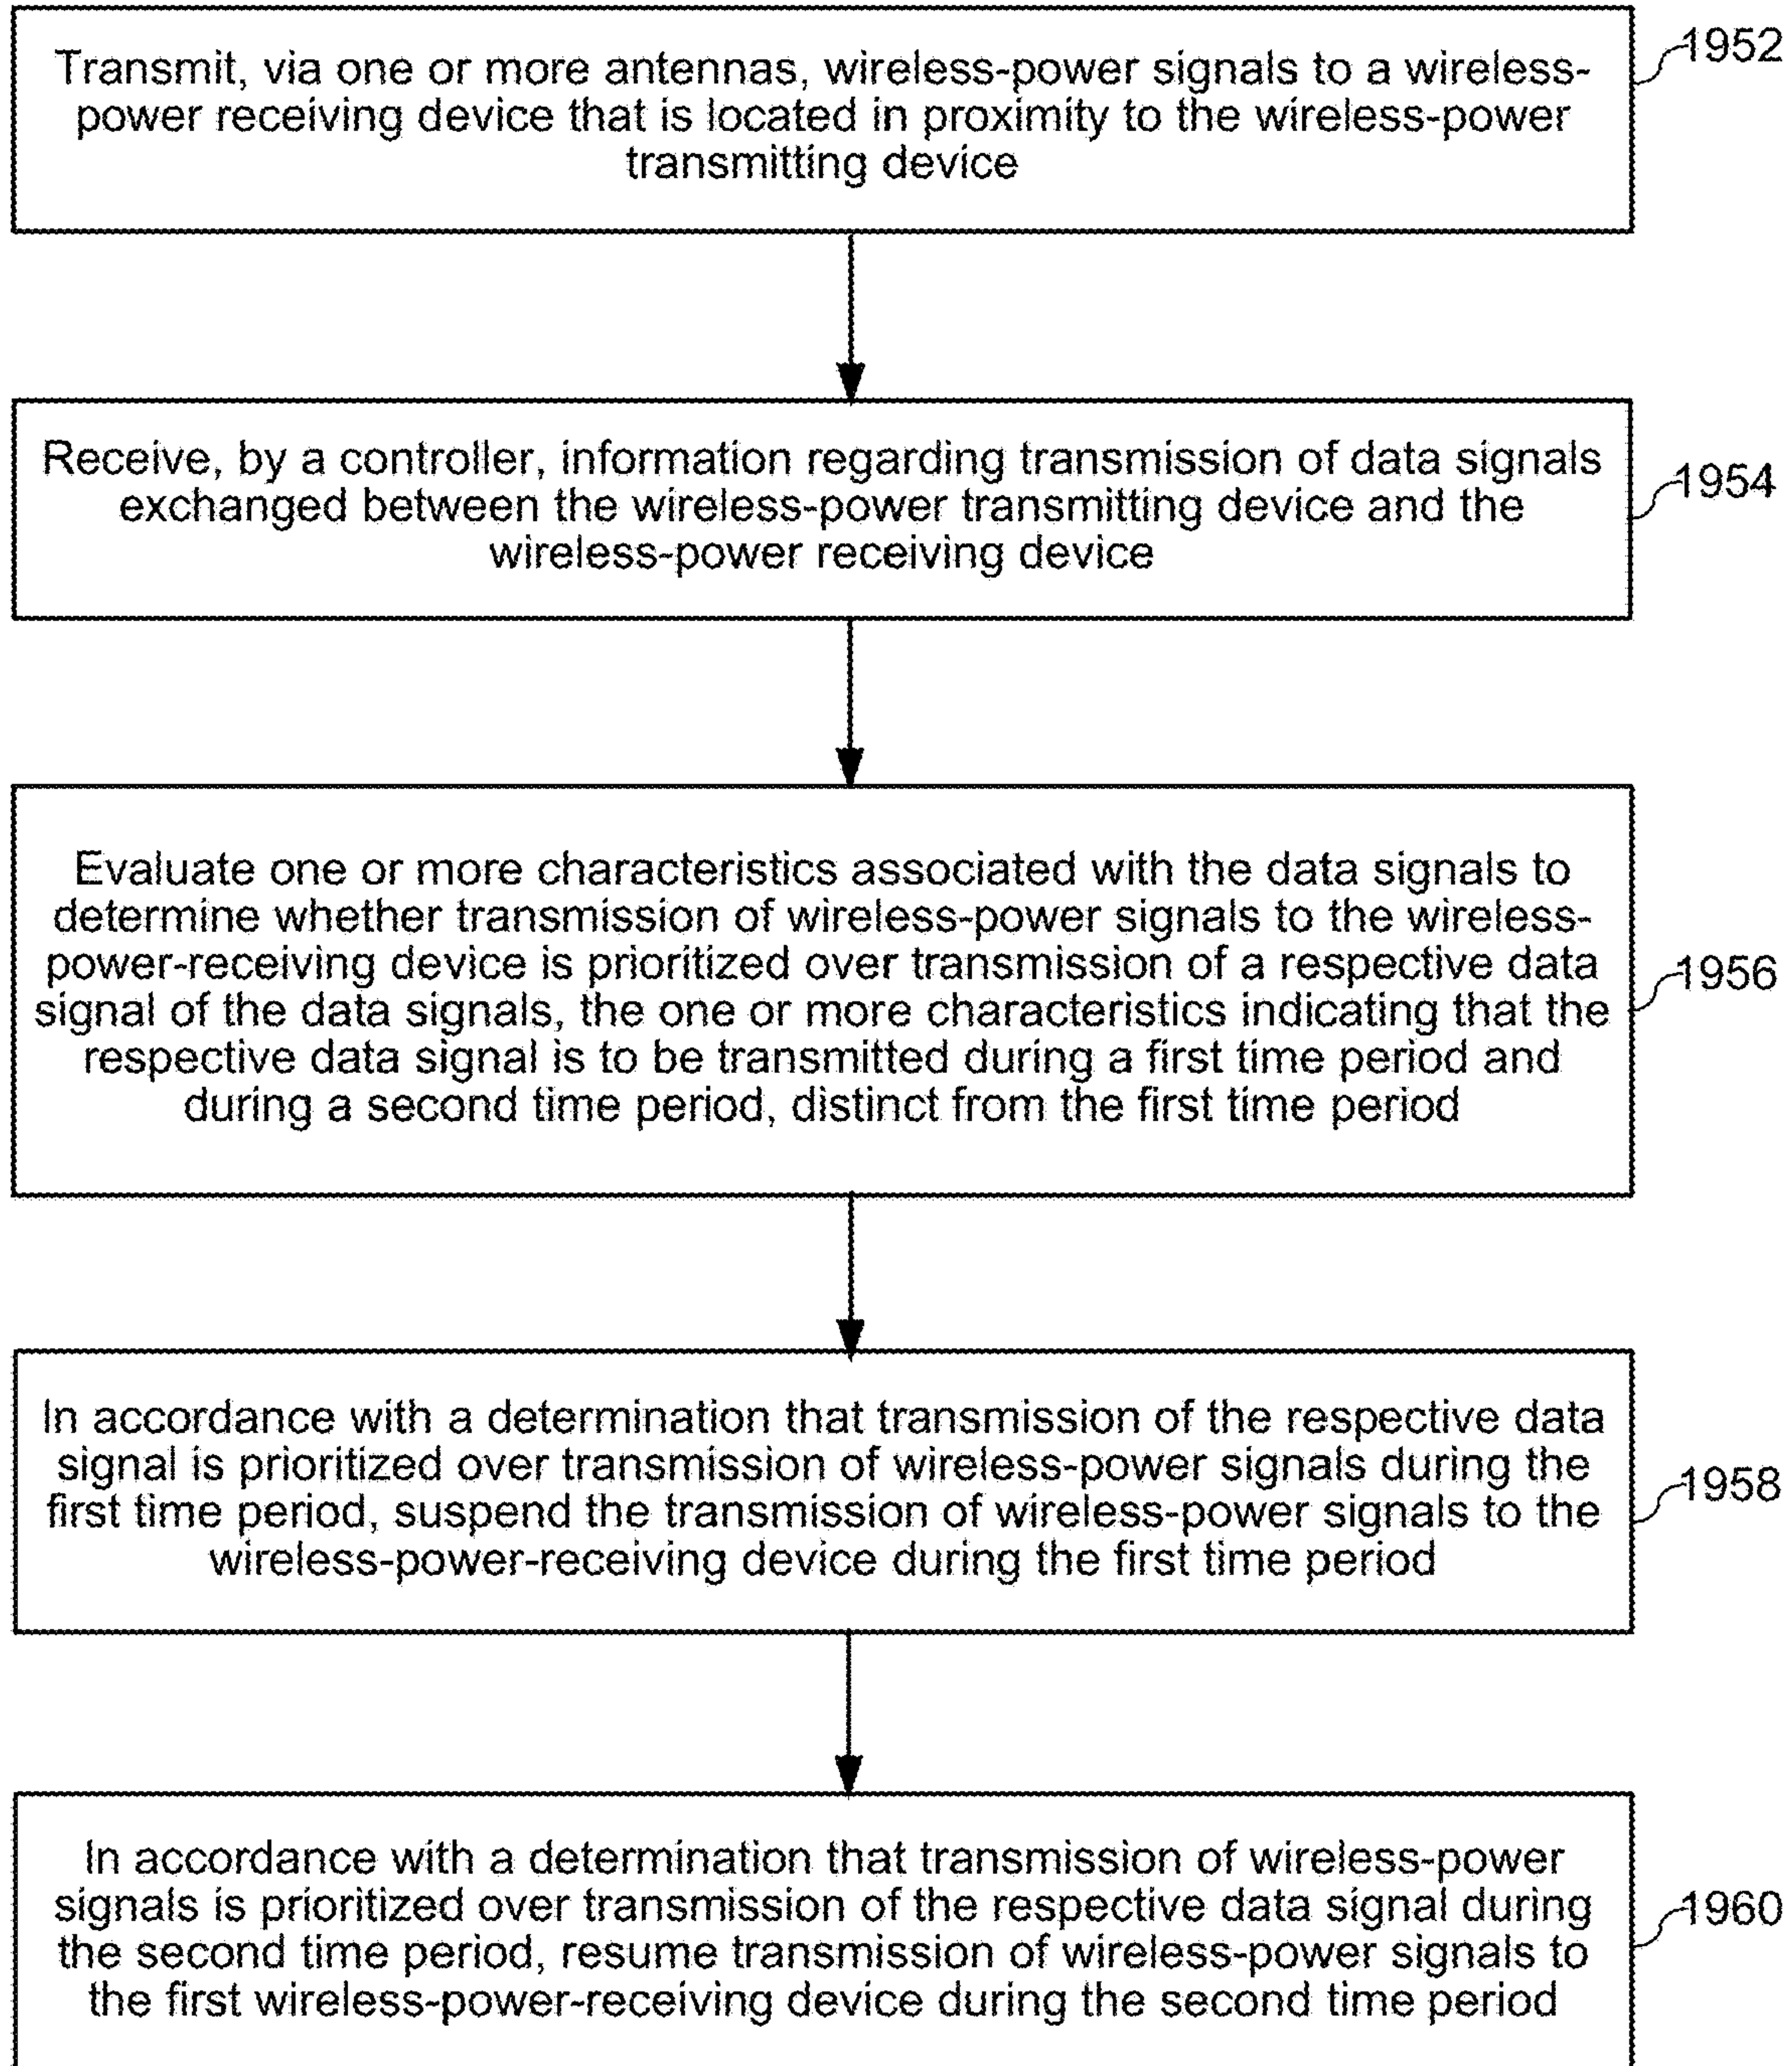 Transmit, via one or more antennas, wireless-power signals to a wireless-
power receiving device that is located in proximity to the wireless-power
transmitting device
1952
Receive, by a controller, information regarding transmission of data signals
exchanged between the wireless-power transmitting device and the
wireless-power receiving device
1954
Evaluate one or more characteristics associated with the data signals to
determine whether transmission of wireless-power signals to the wireless-
power-receiving device is prioritized over transmission of a respective data
signal of the data signals, the one or more characteristics indicating that the
respective data signal is to be transmitted during a first time period and
during a second time period, distinct from the first time period
1956
In accordance with a determination that transmission of the respective data
signal is prioritized over transmission of wireless-power signals during the
first time period, suspend the transmission of wireless-power signals to the
wireless-power-receiving device during the first time period
1958
In accordance with a determination that transmission of wireless-power
signals is prioritized over transmission of the respective data signal during
the second time period, resume transmission of wireless-power signals to
the first wireless-power-receiving device during the second time period
1960